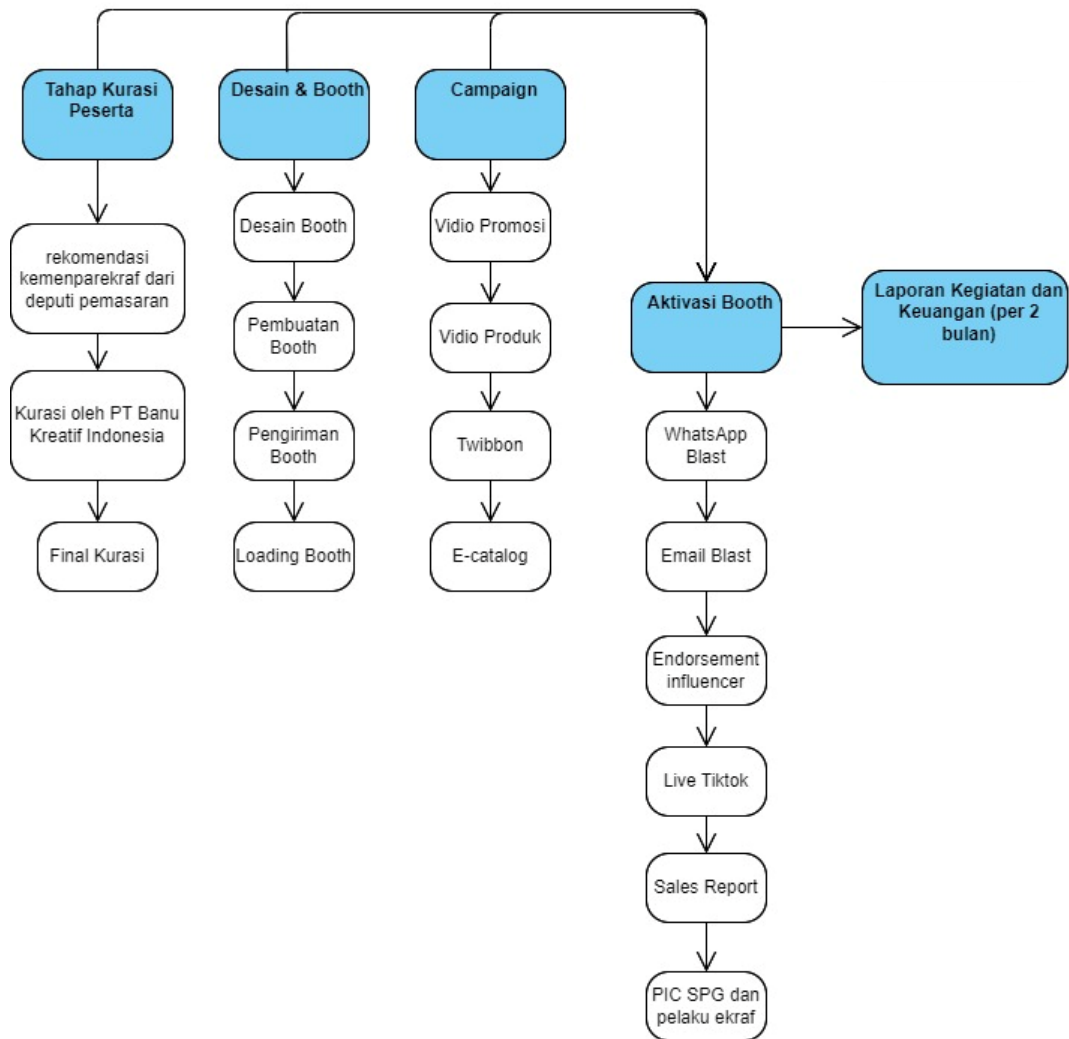 Tahap Kurasi
Peserta
Desain & Booth
Campaign
rekomendasi
kemenparekraf dari
deputi pemasaran
Desain Booth
Vidio Promosi
Aktivasi Booth
Laporan Kegiatan dan
Keuangan (per 2
bulan)
Pembuatan
Booth
Vidio Produk
Kurasi oleh PT Banu
Kreatif Indonesia
Pengiriman
Booth
Twibbon
WhatsApp
Blast
Final Kurasi
Loading Booth
E-catalog
Email Blast
Endorsement
influencer
Live Tiktok
Sales Report
PIC SPG dan
pelaku ekraf